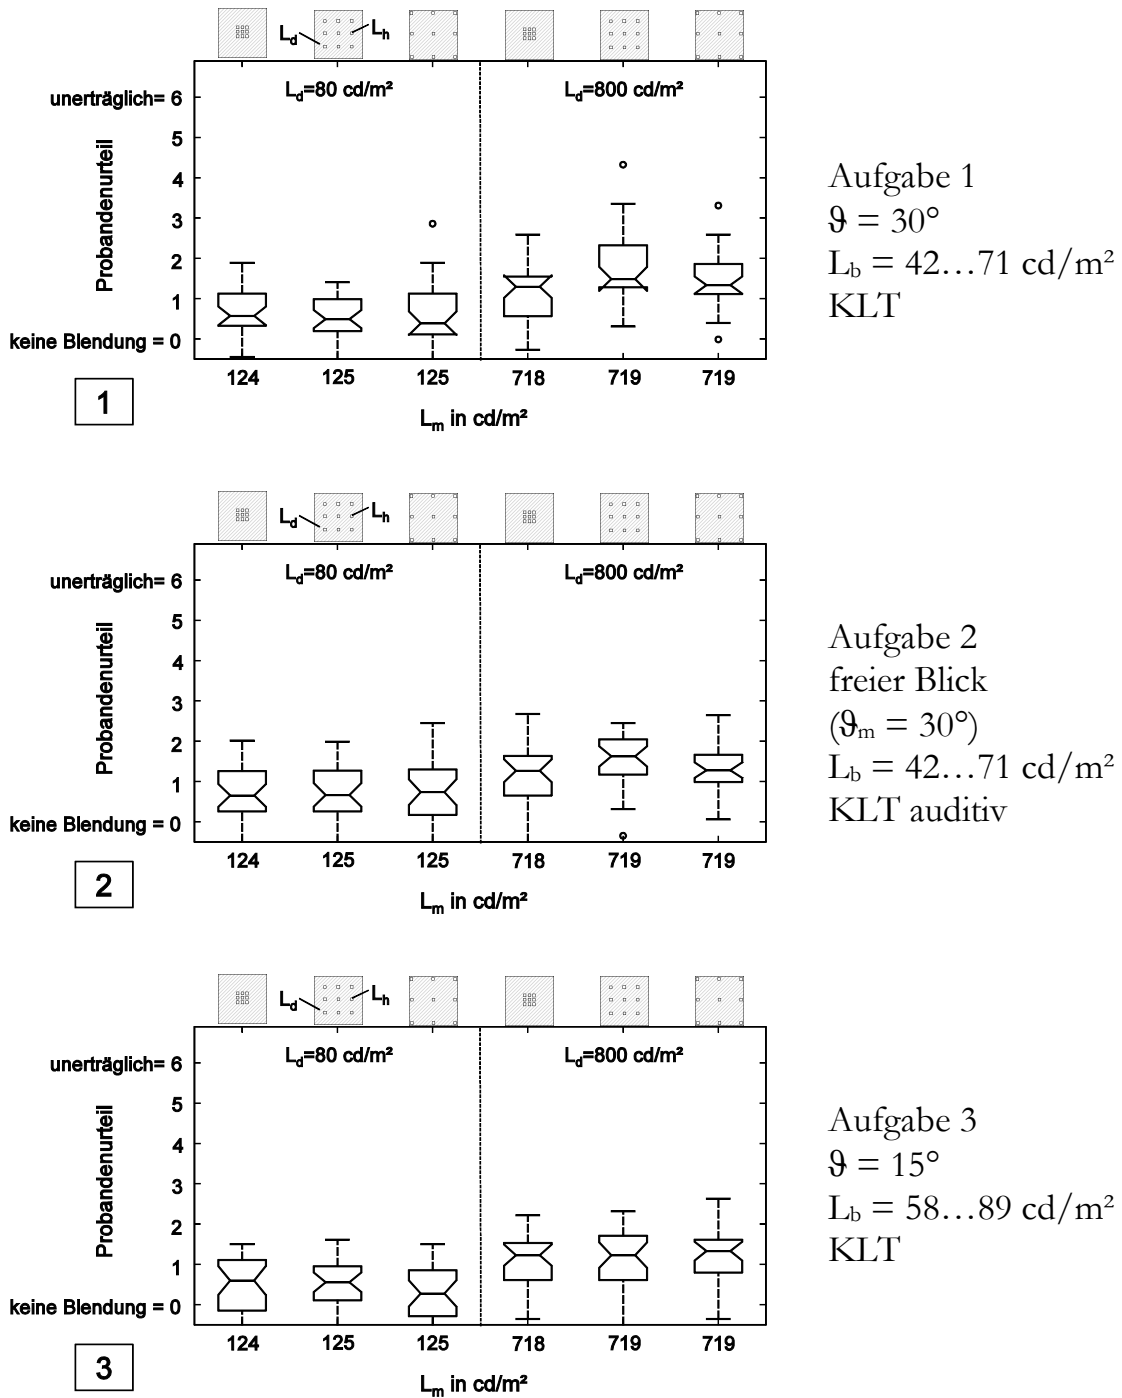 L_d L_h
L_d=80 cd/m² L_d=800 cd/m²
unerträglich= 6
5
4
3
2
1
keine Blendung = 0
Probandenurteil
124 125 125 718 719 719
L_m in cd/m²
1
Aufgabe 1
ϑ = 30°
L_b = 42…71 cd/m²
KLT
L_d L_h
L_d=80 cd/m² L_d=800 cd/m²
unerträglich= 6
5
4
3
2
1
keine Blendung = 0
Probandenurteil
124 125 125 718 719 719
L_m in cd/m²
2
Aufgabe 2
freier Blick
(ϑ_m = 30°)
L_b = 42…71 cd/m²
KLT auditiv
L_d L_h
L_d=80 cd/m² L_d=800 cd/m²
unerträglich= 6
5
4
3
2
1
keine Blendung = 0
Probandenurteil
124 125 125 718 719 719
L_m in cd/m²
3
Aufgabe 3
ϑ = 15°
L_b = 58…89 cd/m²
KLT